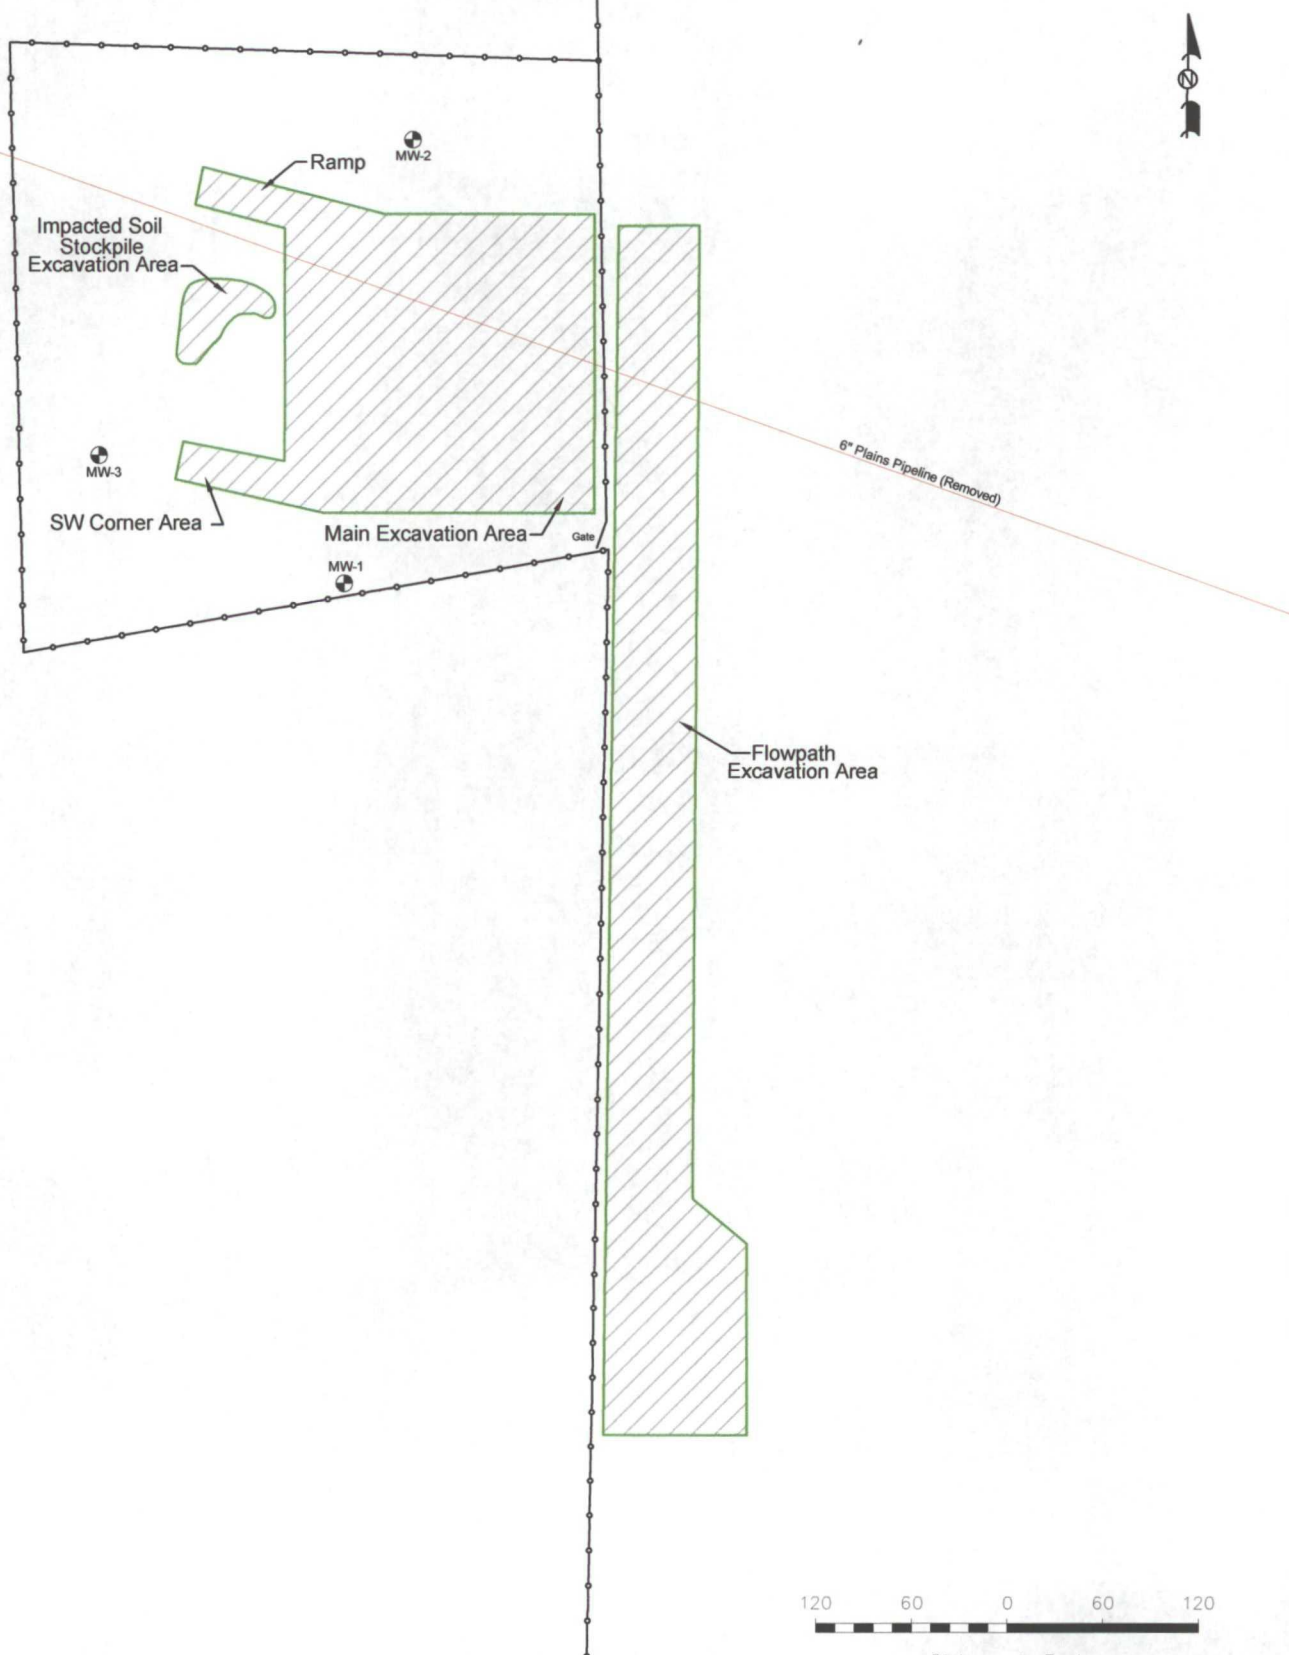 N
MW-2
Ramp
Impacted Soil
Stockpile
Excavation Area
6" Plains Pipeline (Removed)
MW-3
SW Corner Area
Main Excavation Area
Gate
MW-1
Flowpath
Excavation Area
120 60 0 60 120